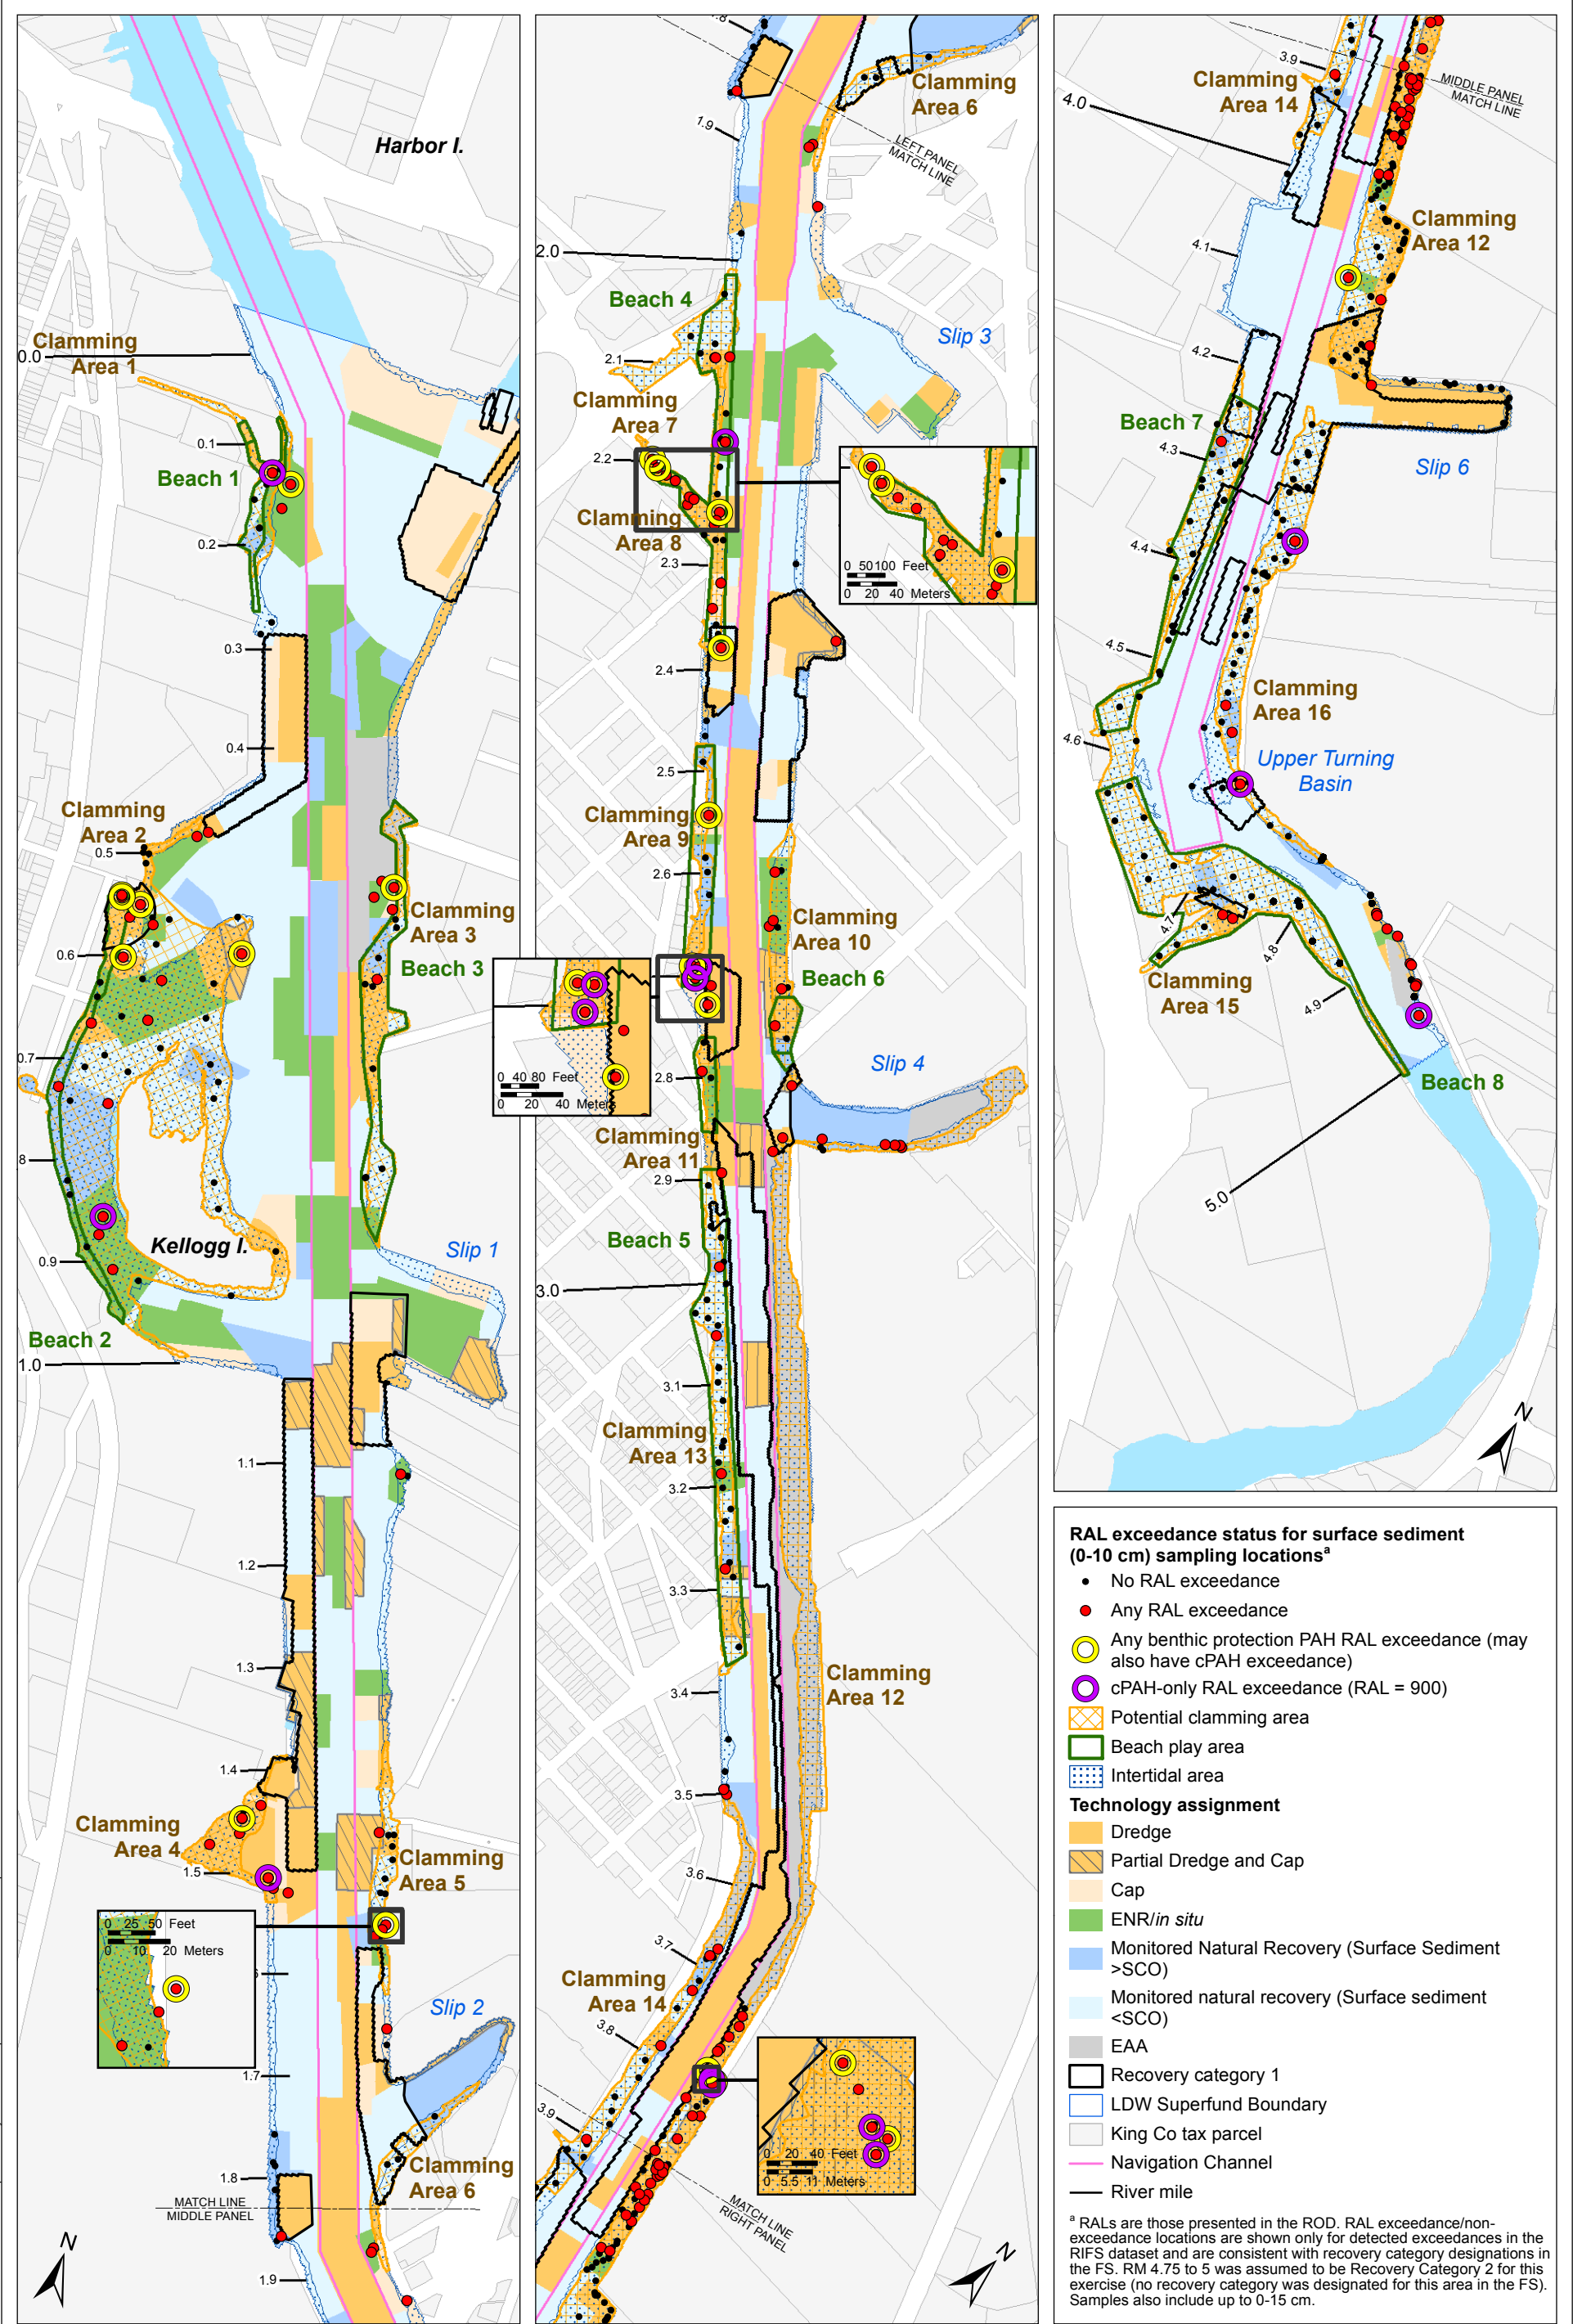 Harbor I.
Clamming
Area 1
0.0
0.1
Beach 1
0.2
0.3
0.4
Clamming
Area 2
0.5
Clamming
Area 3
0.6
Beach 3
0.7
8
Kellogg I.
Slip 1
0.9
Beach 2
1.0
1.1
1.2
1.3
1.4
Clamming
Area 4
1.5
Clamming
Area 5
0 25 50 Feet
0 10 20 Meters
Slip 2
1.7
1.8
Clamming
Area 6
MATCH LINE
MIDDLE PANEL
1.9
N
Clamming
Area 6
1.9
LEFT PANEL
MATCH LINE
2.0
Beach 4
Slip 3
2.1
Clamming
Area 7
2.2
Clamming
Area 8
2.3
0 50100 Feet
0 20 40 Meters
2.4
2.5
Clamming
Area 9
2.6
Clamming
Area 10
Beach 6
0 40 80 Feet
0 20 40 Meters
2.8
Slip 4
Clamming
Area 11
2.9
Beach 5
3.0
3.1
Clamming
Area 13
3.2
3.3
Clamming
Area 12
3.4
3.5
3.6
3.7
Clamming
Area 14
3.8
3.9
0 20 40 Feet
0 5.5 11 Meters
MATCH LINE
RIGHT PANEL
N
3.9
Clamming
Area 14
MIDDLE PANEL
MATCH LINE
4.0
Clamming
Area 12
4.1
4.2
Beach 7
4.3
Slip 6
4.4
4.5
Clamming
Area 16
4.6
Upper Turning
Basin
4.7
4.8
Clamming
Area 15
4.9
Beach 8
5.0
N
RAL exceedance status for surface sediment
(0-10 cm) sampling locationsᵃ
No RAL exceedance
Any RAL exceedance
Any benthic protection PAH RAL exceedance (may
also have cPAH exceedance)
cPAH-only RAL exceedance (RAL = 900)
Potential clamming area
Beach play area
Intertidal area
Technology assignment
Dredge
Partial Dredge and Cap
Cap
ENR/in situ
Monitored Natural Recovery (Surface Sediment
>SCO)
Monitored natural recovery (Surface sediment
<SCO)
EAA
Recovery category 1
LDW Superfund Boundary
King Co tax parcel
Navigation Channel
River mile
ᵃ RALs are those presented in the ROD. RAL exceedance/non-
exceedance locations are shown only for detected exceedances in the
RIFS dataset and are consistent with recovery category designations in
the FS. RM 4.75 to 5 was assumed to be Recovery Category 2 for this
exercise (no recovery category was designated for this area in the FS).
Samples also include up to 0-15 cm.